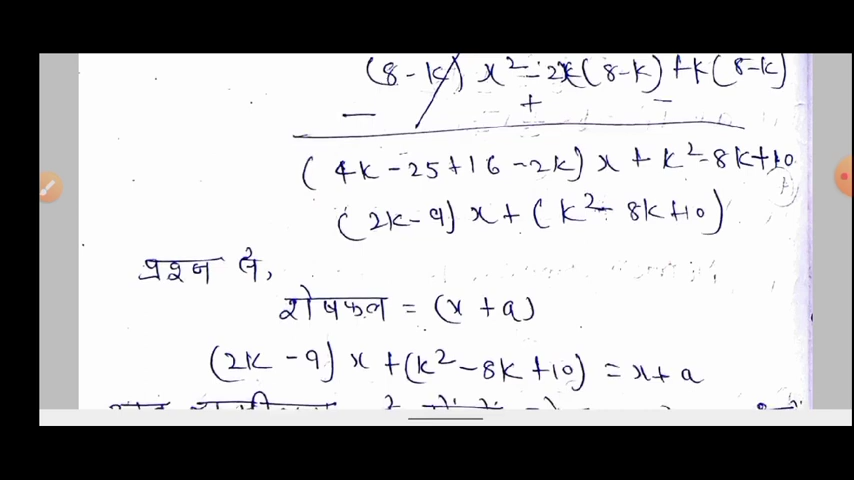 (8-k) x² - 2x(8-k) + k(8-k)
— + —
(4k - 25 + 16 - 2k) x + k² - 8k + 10
(2k - 9) x + (k² - 8k + 10)
प्रश्न से,
शेषफल = (x + a)
(2k - 9) x + (k² - 8k + 10) = x + a